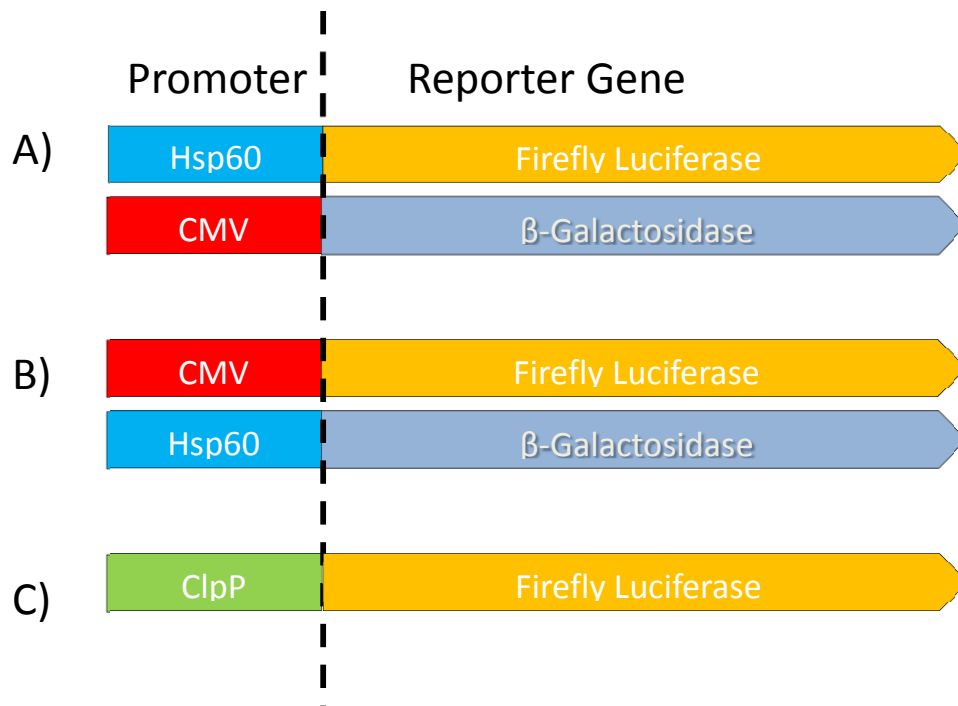 Promoter Reporter Gene
A)
Hsp60 Firefly Luciferase
CMV β-Galactosidase
B)
CMV Firefly Luciferase
Hsp60 β-Galactosidase
C)
ClpP Firefly Luciferase